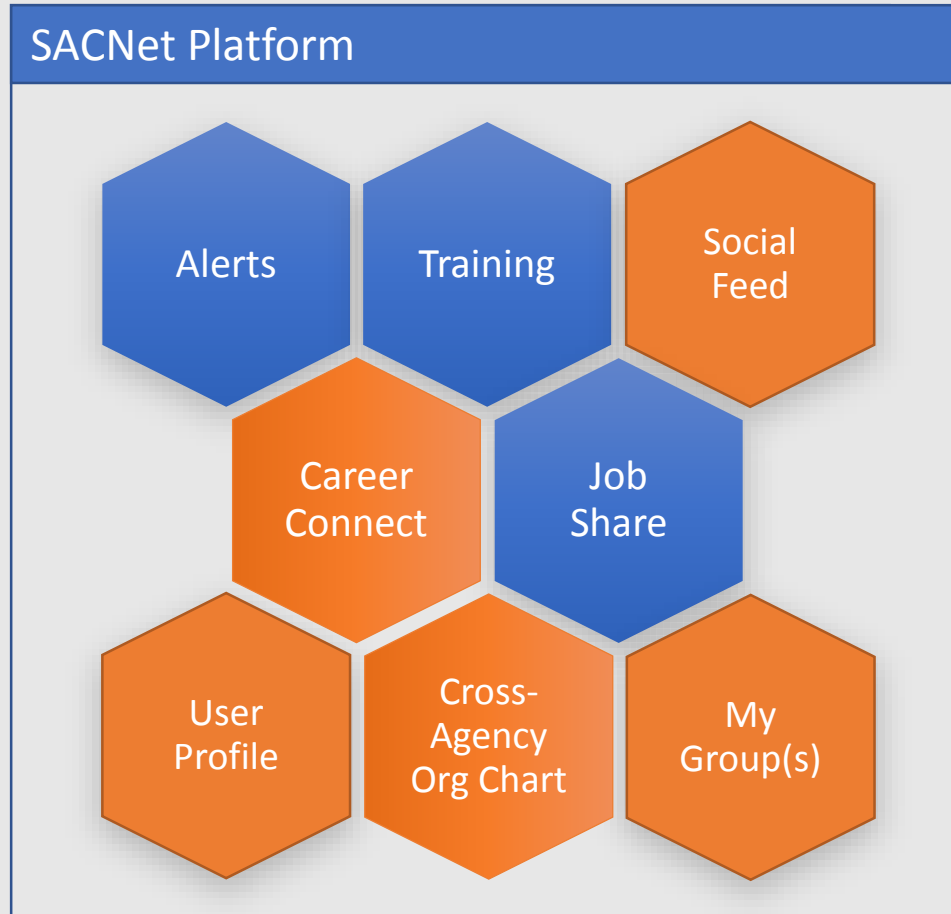 SACNet Platform
Alerts
Training
Social
Feed
Career
Connect
Job
Share
User
Profile
Cross-
Agency
Org Chart
My
Group(s)